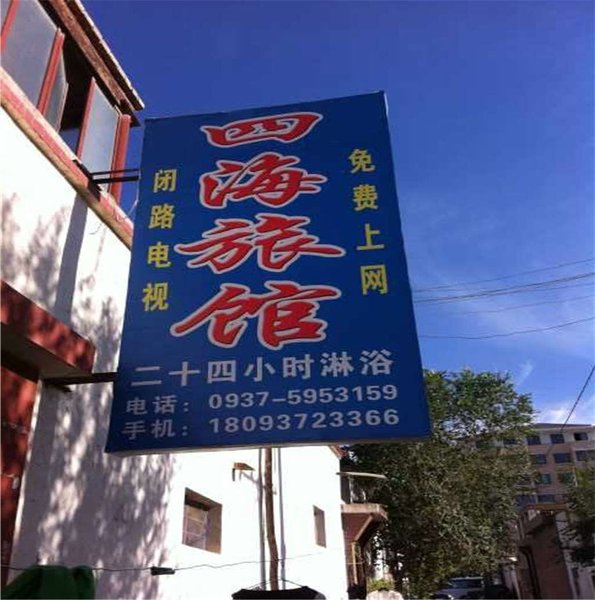 四海旅馆
闭路电视
免费上网
二十四小时淋浴
电话：0937-5953159
手机：18093723366